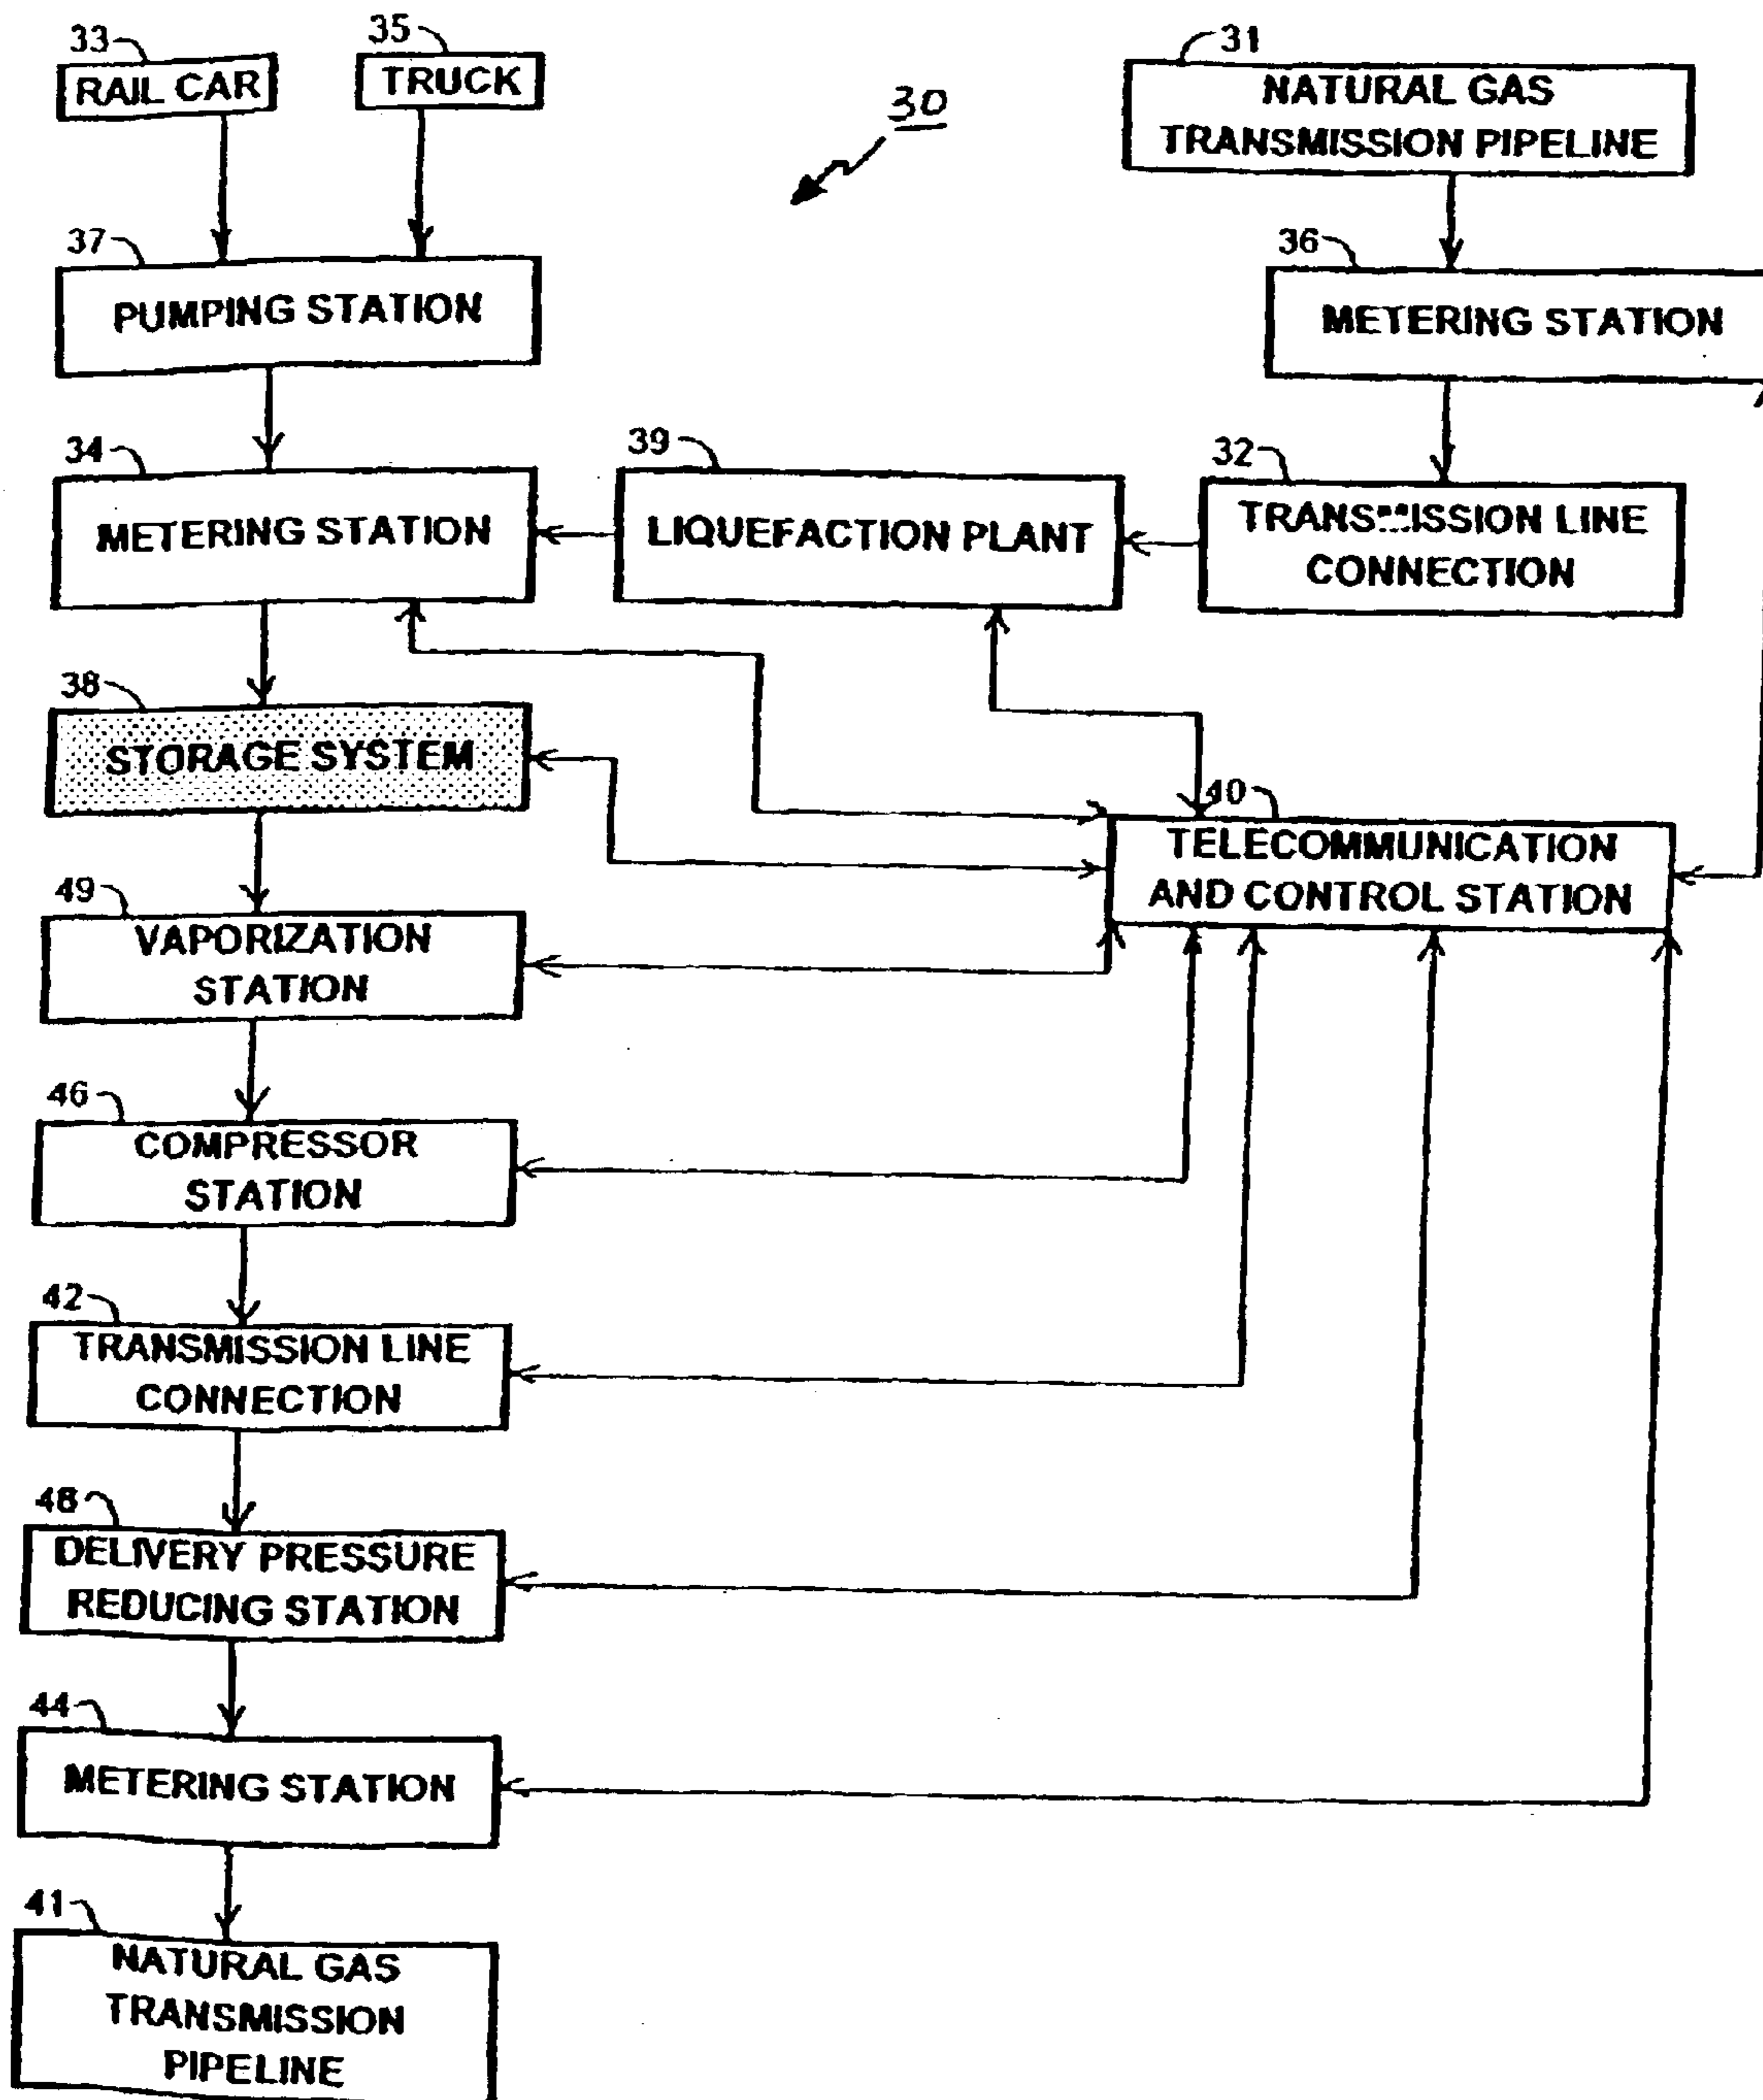 33
RAIL CAR
35
TRUCK
30
31
NATURAL GAS
TRANSMISSION PIPELINE
37
PUMPING STATION
36
METERING STATION
34
METERING STATION
39
LIQUEFACTION PLANT
32
TRANSMISSION LINE
CONNECTION
38
STORAGE SYSTEM
40
TELECOMMUNICATION
AND CONTROL STATION
49
VAPORIZATION
STATION
46
COMPRESSOR
STATION
42
TRANSMISSION LINE
CONNECTION
48
DELIVERY PRESSURE
REDUCING STATION
44
METERING STATION
41
NATURAL GAS
TRANSMISSION
PIPELINE